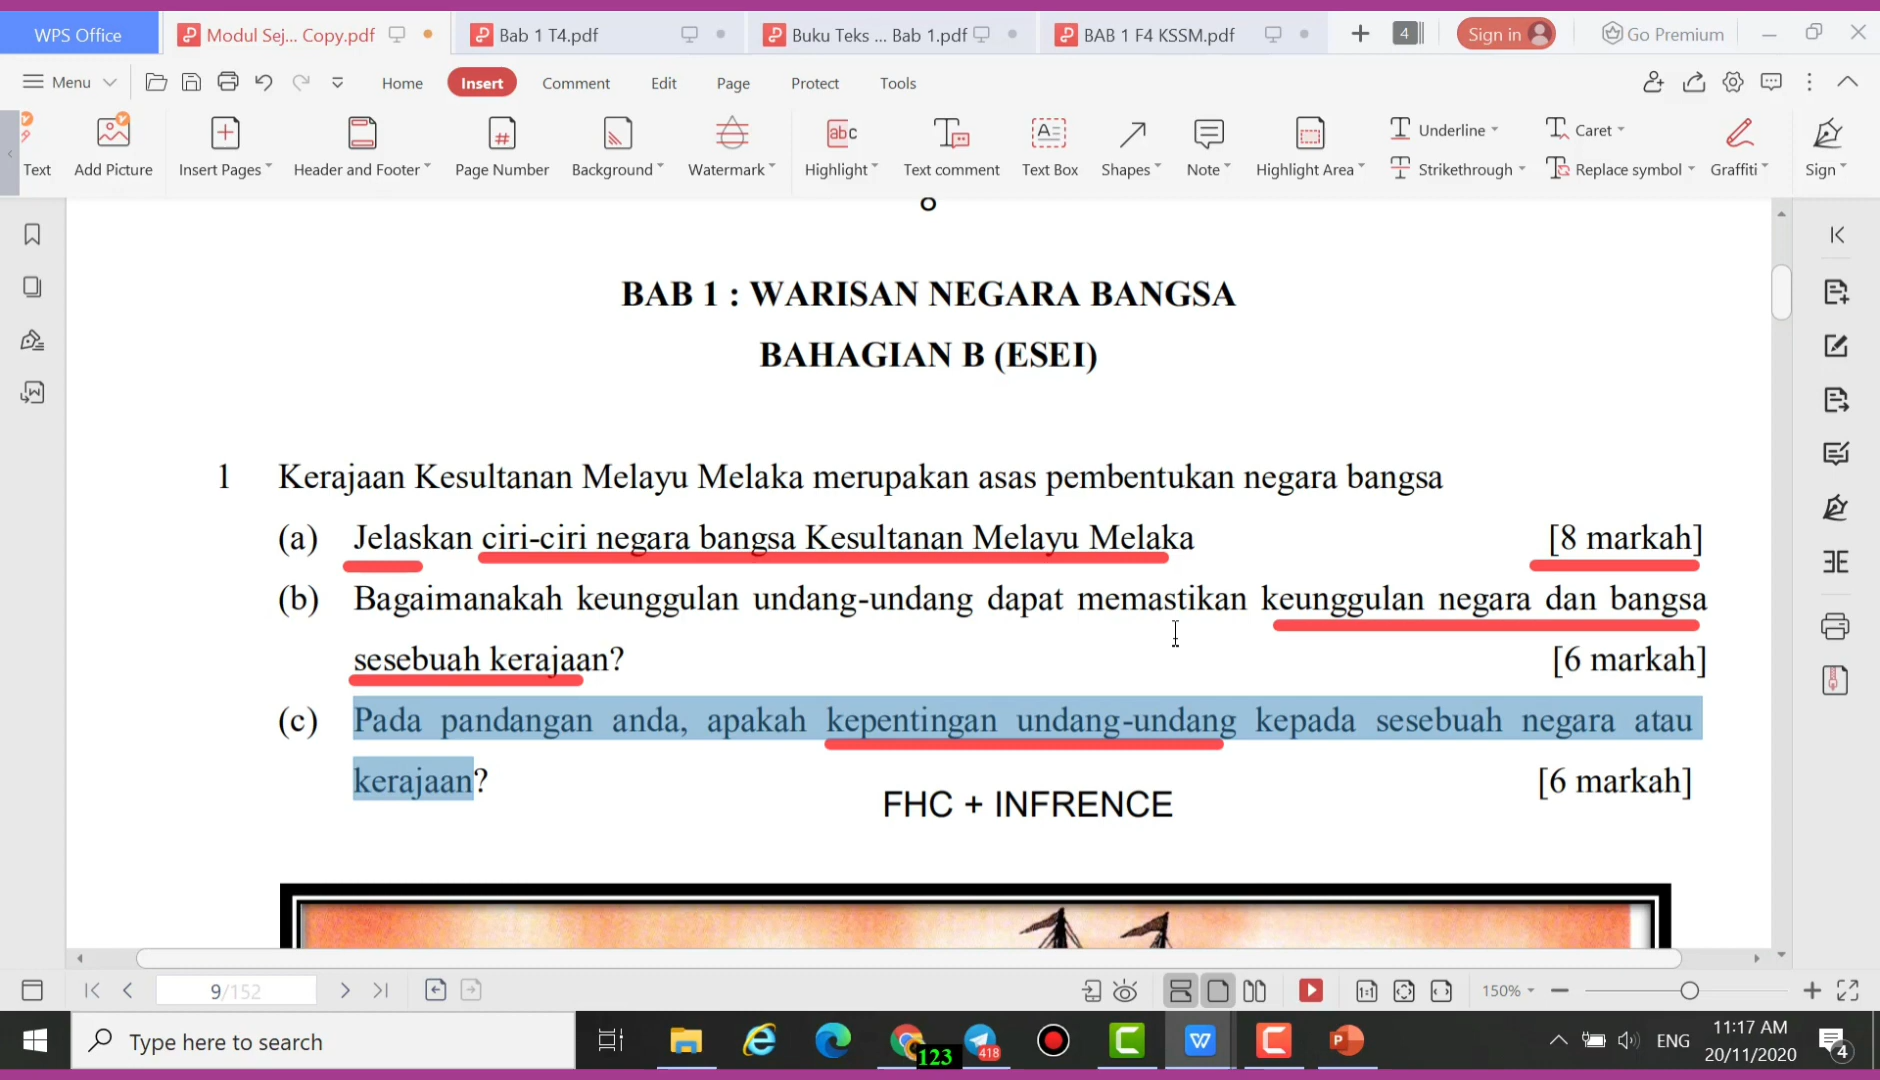 WPS Office
Modul Sej... Copy.pdf
Bab 1 T4.pdf
Buku Teks ... Bab 1.pdf
BAB 1 F4 KSSM.pdf
4
Sign in
Go Premium
Menu
Home
Insert
Comment
Edit
Page
Protect
Tools
Text
Add Picture
Insert Pages
Header and Footer
Page Number
Background
Watermark
Highlight
Text comment
Text Box
Shapes
Note
Highlight Area
Underline
Strikethrough
Caret
Replace symbol
Graffiti
Sign
BAB 1 : WARISAN NEGARA BANGSA
BAHAGIAN B (ESEI)
1 Kerajaan Kesultanan Melayu Melaka merupakan asas pembentukan negara bangsa
(a) Jelaskan ciri-ciri negara bangsa Kesultanan Melayu Melaka [8 markah]
(b) Bagaimanakah keunggulan undang-undang dapat memastikan keunggulan negara dan bangsa
sesebuah kerajaan? [6 markah]
(c) Pada pandangan anda, apakah kepentingan undang-undang kepada sesebuah negara atau
kerajaan? [6 markah]
FHC + INFRENCE
9/152
150%
Type here to search
123
418
ENG
11:17 AM
20/11/2020
4